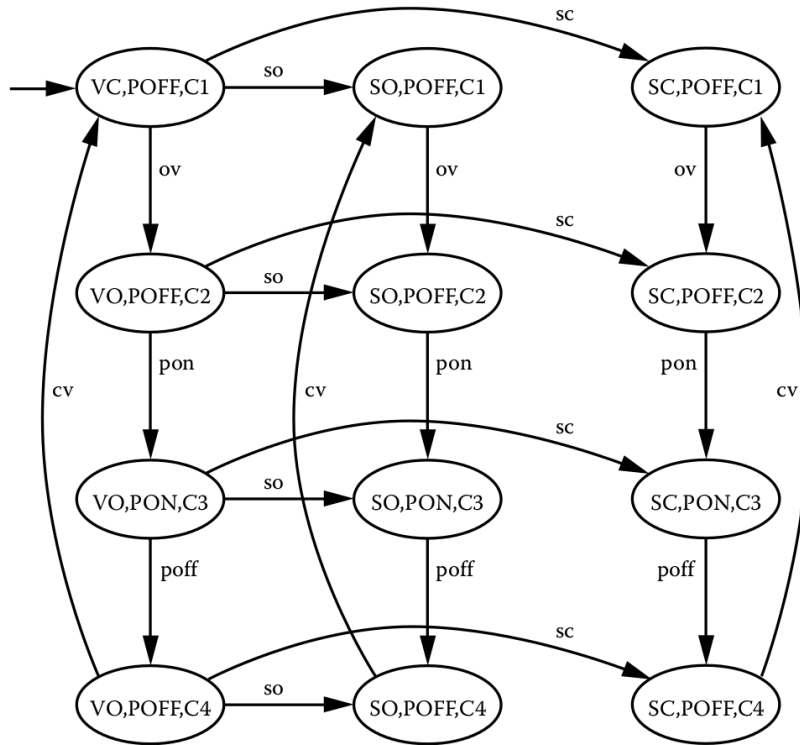 sc
VC,POFF,C1
so
SO,POFF,C1
SC,POFF,C1
ov
ov
ov
sc
VO,POFF,C2
so
SO,POFF,C2
SC,POFF,C2
pon
pon
pon
cv
cv
cv
sc
VO,PON,C3
so
SO,PON,C3
SC,PON,C3
poff
poff
poff
sc
VO,POFF,C4
so
SO,POFF,C4
SC,POFF,C4